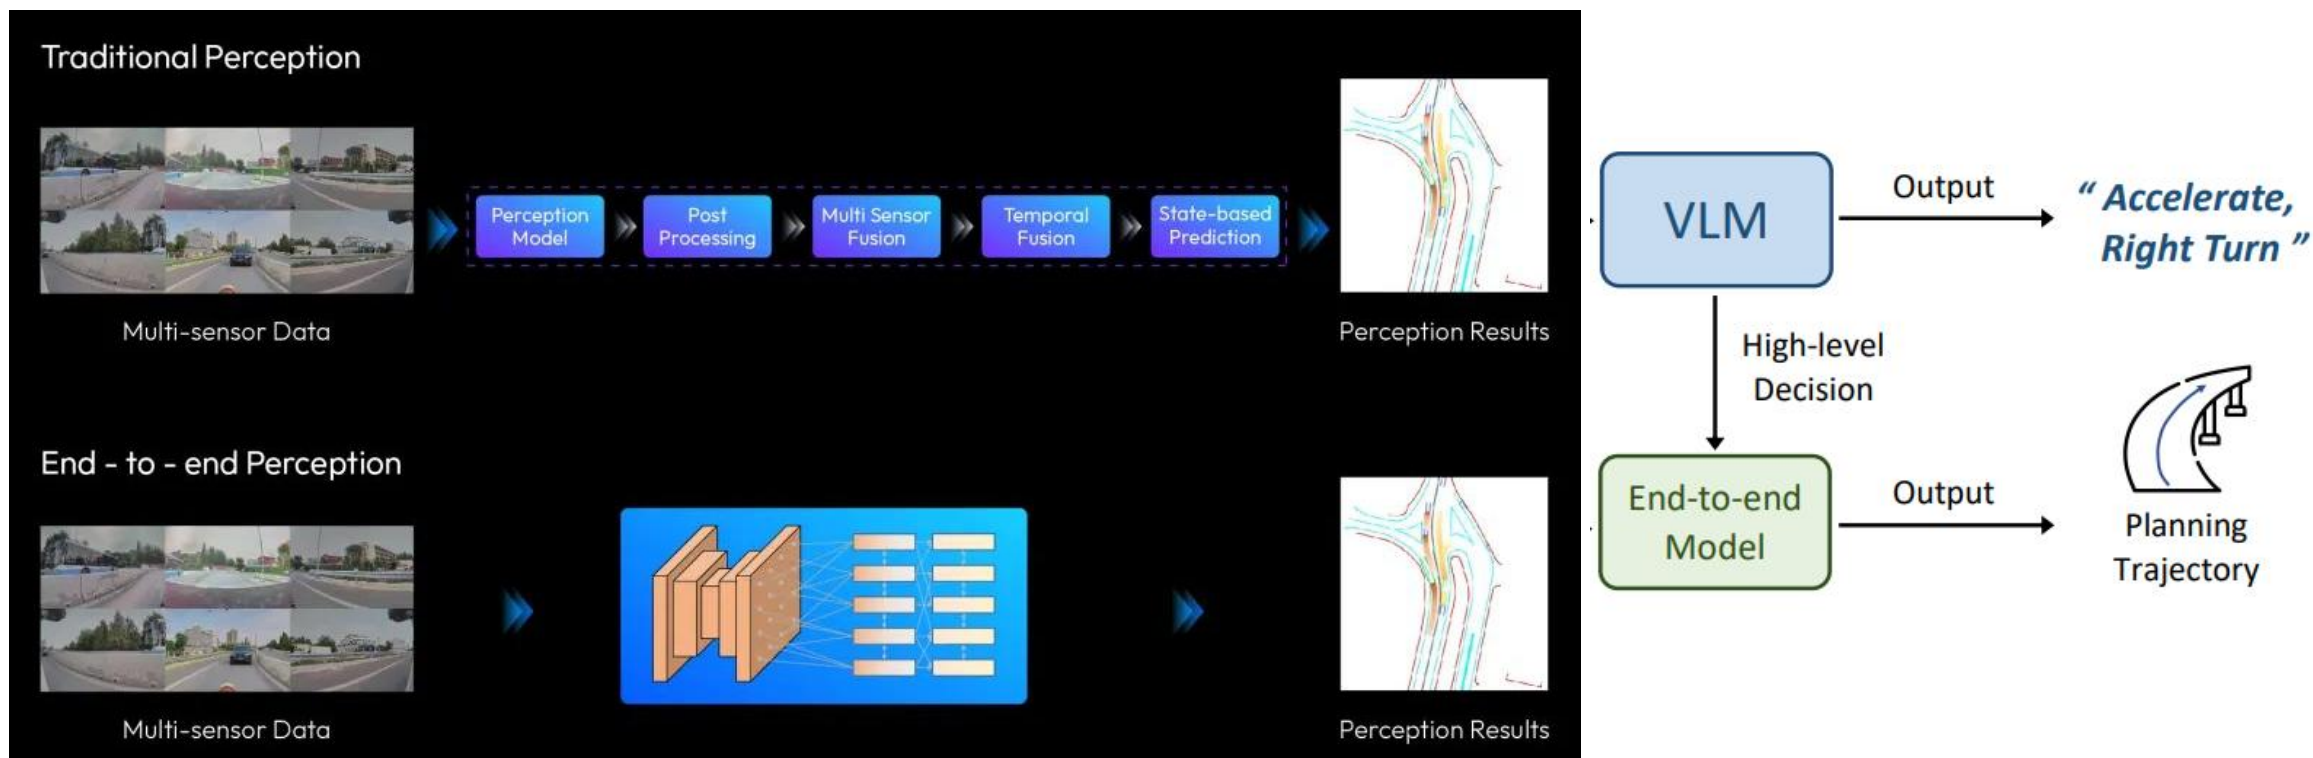 Traditional Perception
Perception
Model
Post
Processing
Multi Sensor
Fusion
Temporal
Fusion
State-based
Prediction
Multi-sensor Data
Perception Results
End - to - end Perception
Multi-sensor Data
Perception Results
VLM
Output
“ Accelerate,
Right Turn ”
High-level
Decision
End-to-end
Model
Output
Planning
Trajectory